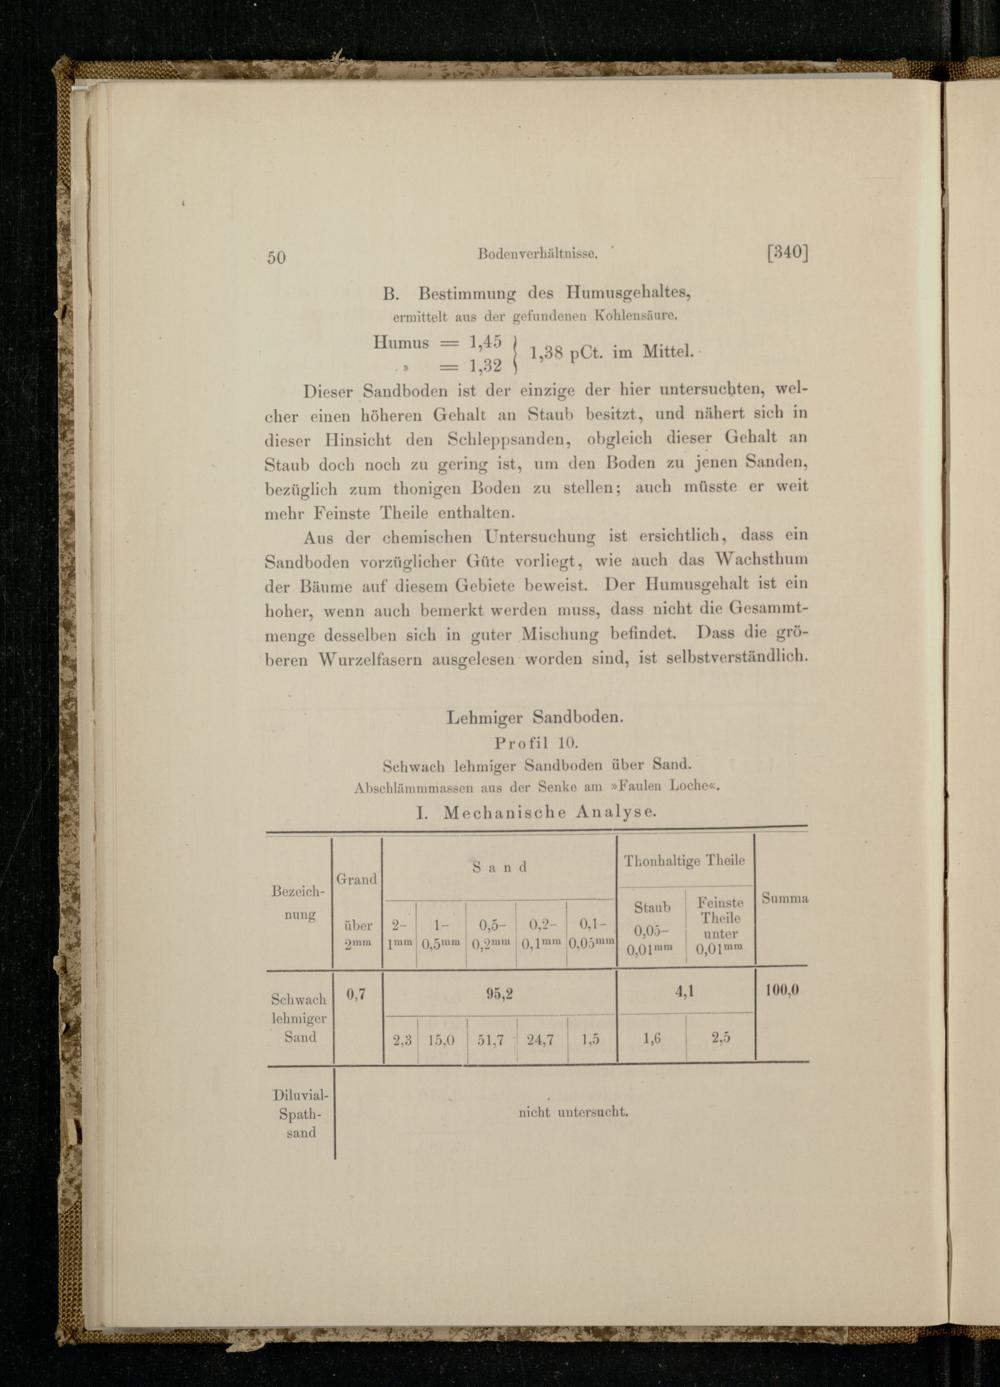 50 Bodenverhältnisse. [340]
B. Bestimmung des Humusgehaltes,
ermittelt aus der gefundenen Kohlensäure.
Humus = 1,45
» = 1,32 } 1,38 pCt. im Mittel.
Dieser Sandboden ist der einzige der hier untersuchten, wel-
cher einen höheren Gehalt an Staub besitzt, und nähert sich in
dieser Hinsicht den Schleppsanden, obgleich dieser Gehalt an
Staub doch noch zu gering ist, um den Boden zu jenen Sanden,
bezüglich zum thonigen Boden zu stellen; auch müsste er weit
mehr Feinste Theile enthalten.
Aus der chemischen Untersuchung ist ersichtlich, dass ein
Sandboden vorzüglicher Güte vorliegt, wie auch das Wachsthum
der Bäume auf diesem Gebiete beweist. Der Humusgehalt ist ein
hoher, wenn auch bemerkt werden muss, dass nicht die Gesammt-
menge desselben sich in guter Mischung befindet. Dass die grö-
beren Wurzelfasern ausgelesen worden sind, ist selbstverständlich.
Lehmiger Sandboden.
Profil 10.
Schwach lehmiger Sandboden über Sand.
Abschlämmmassen aus der Senke am »Faulen Loche«.
I. Mechanische Analyse.
Bezeich-
nung
Grand
über
2mm
Sand
2-
1mm
1-
0,5mm
0,5-
0,2mm
0,2-
0,1mm
0,1-
0,05mm
Thonhaltige Theile
Staub
0,05-
0,01mm
Feinste
Theile
unter
0,01mm
Summa
Schwach
lehmiger
Sand
0,7 95,2 4,1 100,0
2,3 15,0 51,7 24,7 1,5 1,6 2,5
Diluvial-
Spath-
sand
nicht untersucht.